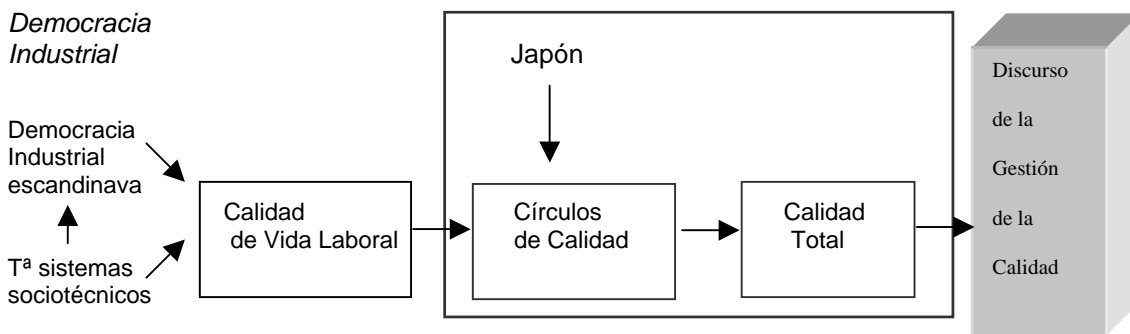 Democracia
Industrial
Japón
Democracia
Industrial
escandinava
Tª sistemas
sociotécnicos
Calidad
de Vida Laboral
Círculos
de Calidad
Calidad
Total
Discurso
de la
Gestión
de la
Calidad